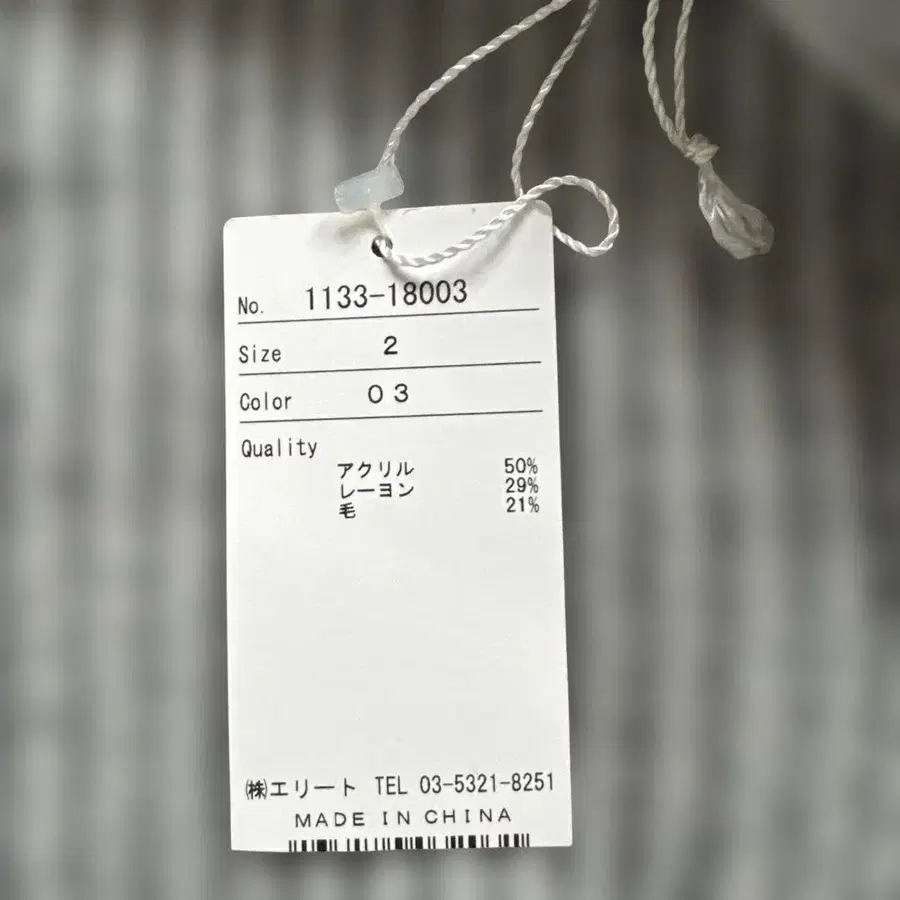 No. 1133-18003
Size 2
Color 03
Quality
アクリル 50%
レーヨン 29%
毛 21%
㈱エリート TEL 03-5321-8251
MADE IN CHINA